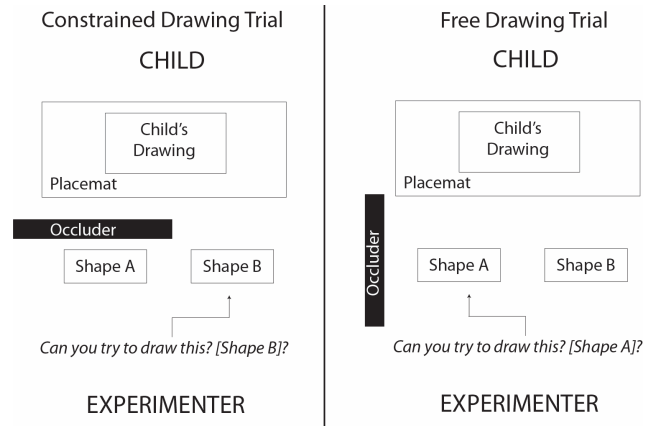 Constrained Drawing Trial
CHILD
Child's
Drawing
Placemat
Occluder
Shape A
Shape B
Can you try to draw this? [Shape B]?
EXPERIMENTER
Free Drawing Trial
CHILD
Child's
Drawing
Placemat
Occluder
Shape A
Shape B
Can you try to draw this? [Shape A]?
EXPERIMENTER